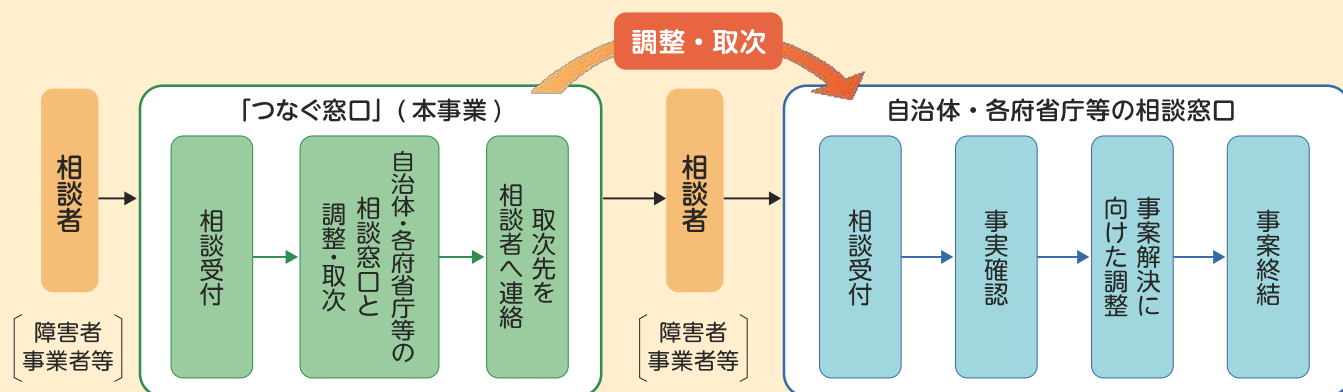 調整・取次
相談者
障害者
事業者等
「つなぐ窓口」(本事業)
相談受付
自治体・各府省庁等の
相談窓口と
調整・取次
取次先を
相談者へ連絡
相談者
障害者
事業者等
自治体・各府省庁等の相談窓口
相談受付
事実確認
事案解決に
向けた調整
事案終結